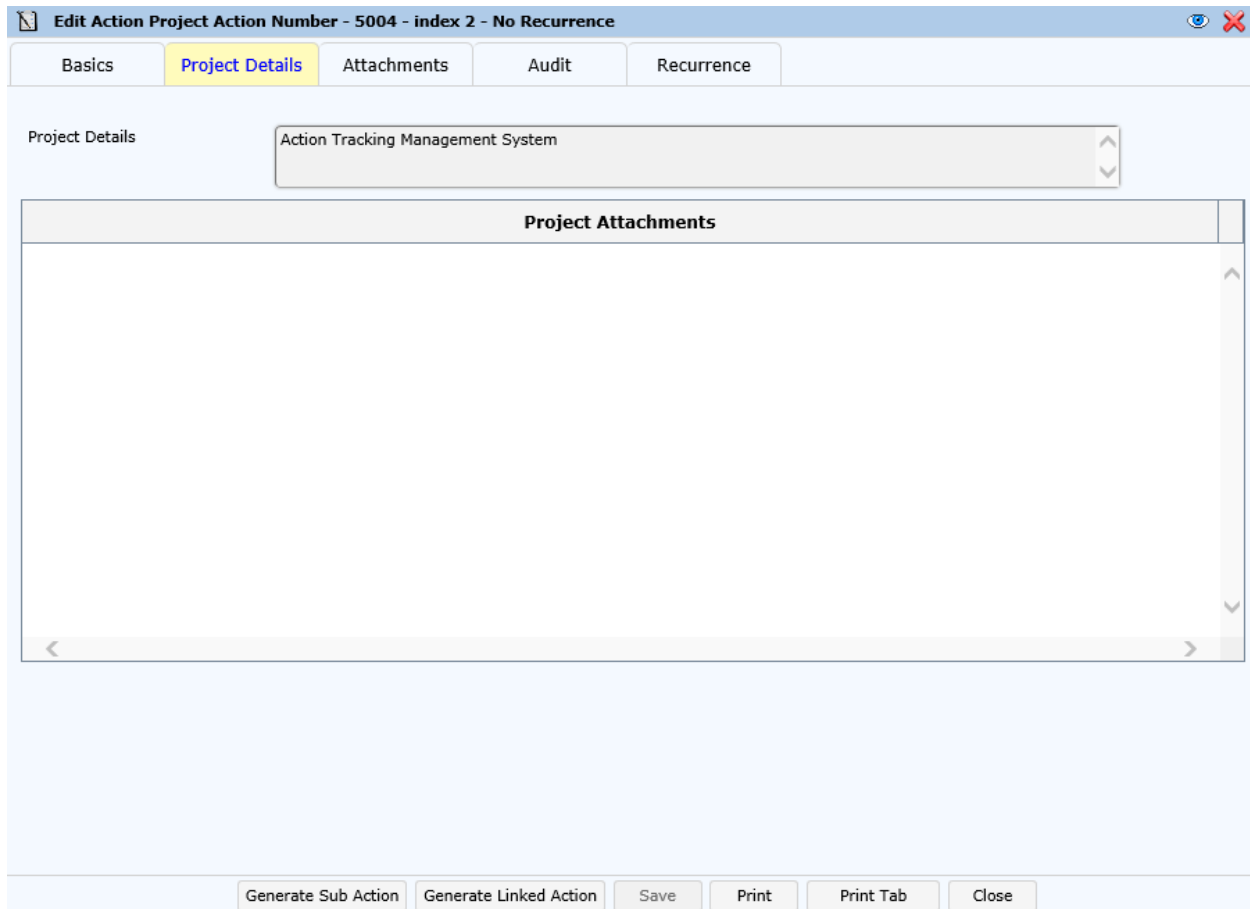 Edit Action Project Action Number - 5004 - index 2 - No Recurrence
Basics Project Details Attachments Audit Recurrence
Project Details
Action Tracking Management System
Project Attachments
Generate Sub Action Generate Linked Action Save Print Print Tab Close